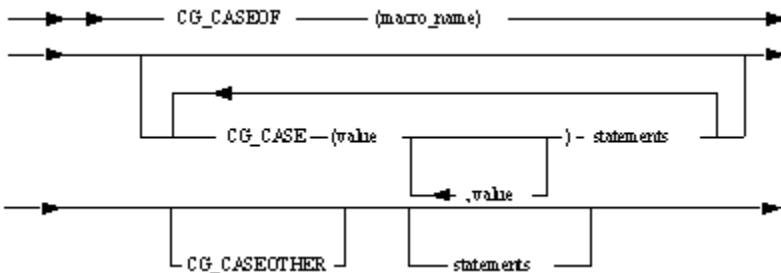 CG_CASEOF (macro_name)
CG_CASE (value ) - statements
,value
CG_CASEOTHER statements